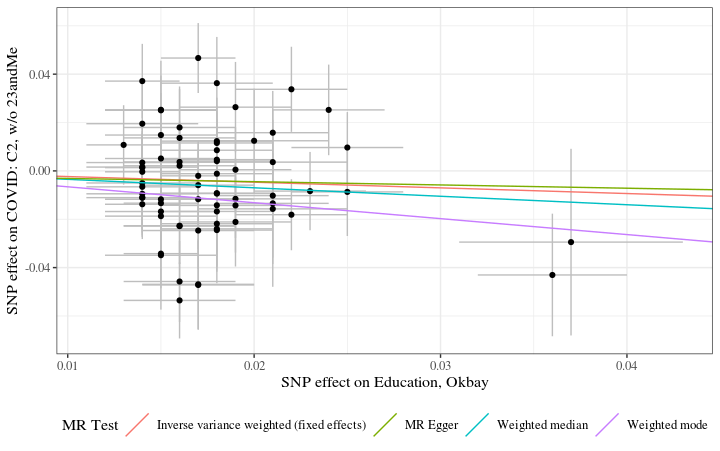 SNP effect on COVID: C2, w/o 23andMe
0.04
0.00
-0.04
0.01 0.02 0.03 0.04
SNP effect on Education, Okbay
MR Test Inverse variance weighted (fixed effects) MR Egger Weighted median Weighted mode